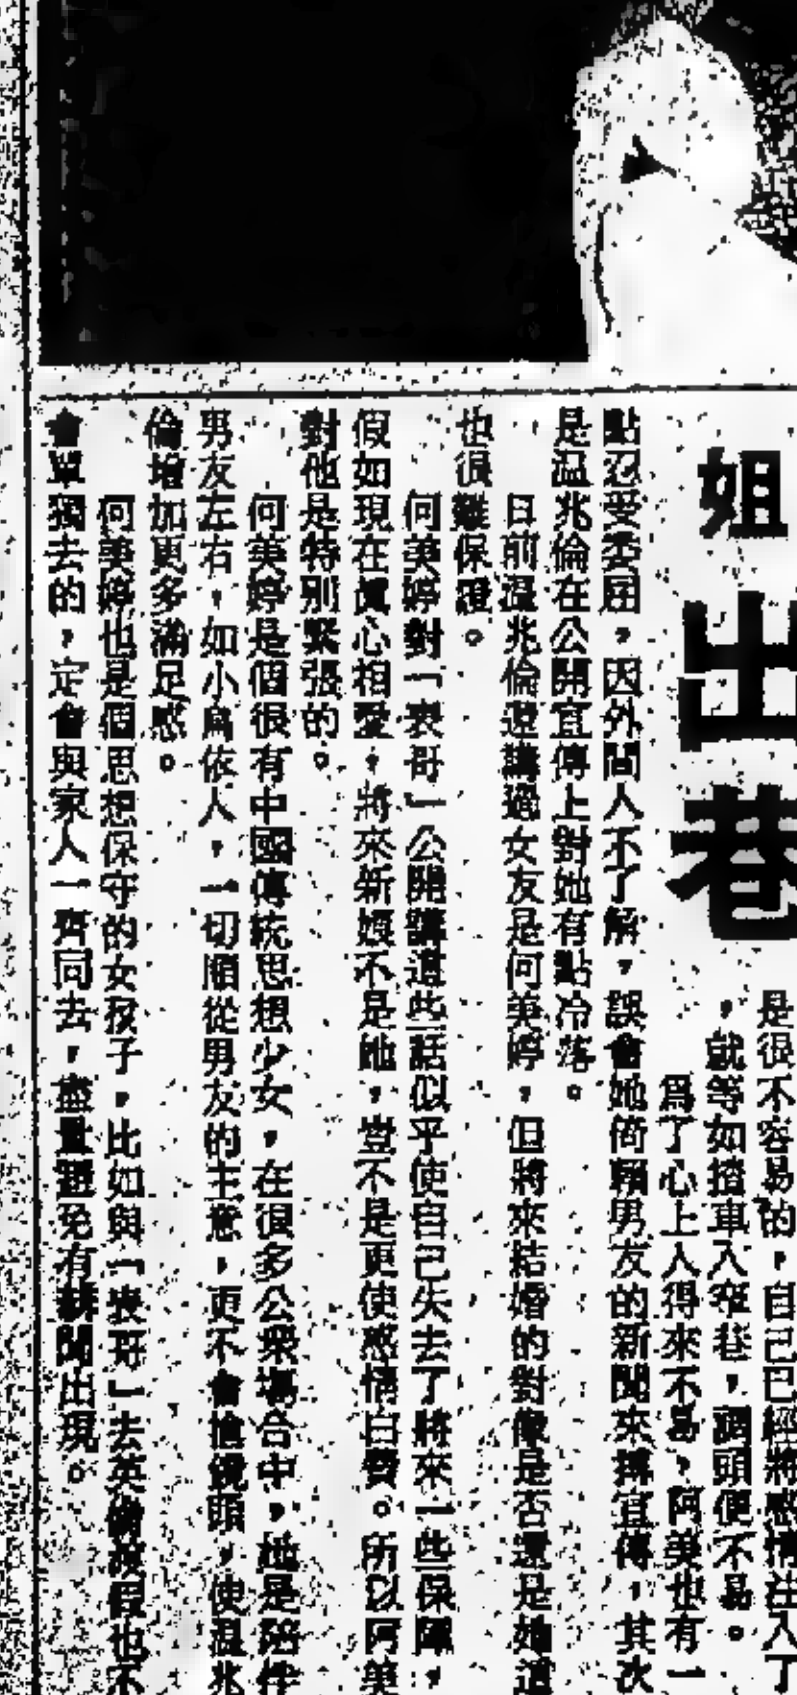 姐出巷
是很不容易的，自己已經將感情注入了
，就等如揸車入窄巷，調頭便不易。
爲了心上人得來不易，阿美也有一
點忍受委屈，因外間人不了解，誤會她倚賴男友的新聞來搏宣傳，其次
是温兆倫在公開宣傳上對她有點冷落。
日前温兆倫遊講過女友是何美婷，但將來結婚的對像是否還是她這
也很難保證。
何美婷對「表哥」公開講這些話似乎使自己失去了將來一些保障，
假如現在眞心相愛，將來新娘不是她，豈不是更使感情白費。所以阿美
對他是特別緊張的。
何美婷是個很有中國傳統思想少女，在很多公衆場合中，她是陪伴
男友左右，如小鳥依人，一切順從男友的主意，更不會搶鏡頭，使温兆
倫增加更多滿足感。
何美婷也是個思想保守的女孩子，比如與「表哥」去英倫渡假也不
會單獨去的，定會與家人一齊同去，盡量避免有緋聞出現。